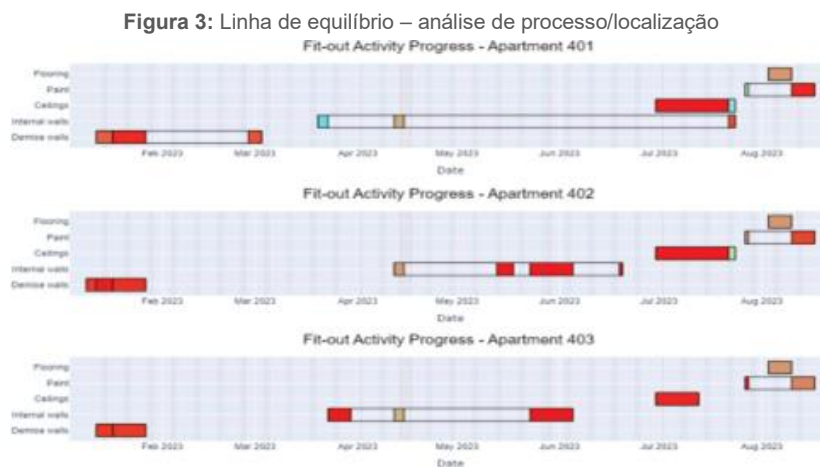 Figura 3: Linha de equilíbrio – análise de processo/localização
Fit-out Activity Progress - Apartment 401
Flooring
Paint
Ceilings
Internal walls
Demise walls
Feb 2023 Mar 2023 Apr 2023 May 2023 Jun 2023 Jul 2023 Aug 2023
Date
Fit-out Activity Progress - Apartment 402
Flooring
Paint
Ceilings
Internal walls
Demise walls
Feb 2023 Mar 2023 Apr 2023 May 2023 Jun 2023 Jul 2023 Aug 2023
Date
Fit-out Activity Progress - Apartment 403
Flooring
Paint
Ceilings
Internal walls
Demise walls
Feb 2023 Mar 2023 Apr 2023 May 2023 Jun 2023 Jul 2023 Aug 2023
Date